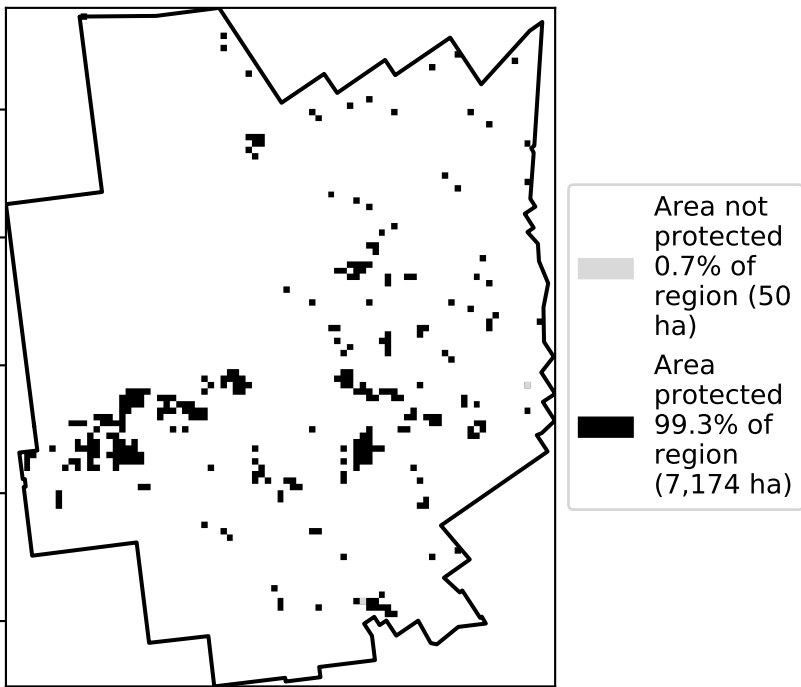 Area not
protected
0.7% of
region (50
ha)
Area
protected
99.3% of
region
(7,174 ha)